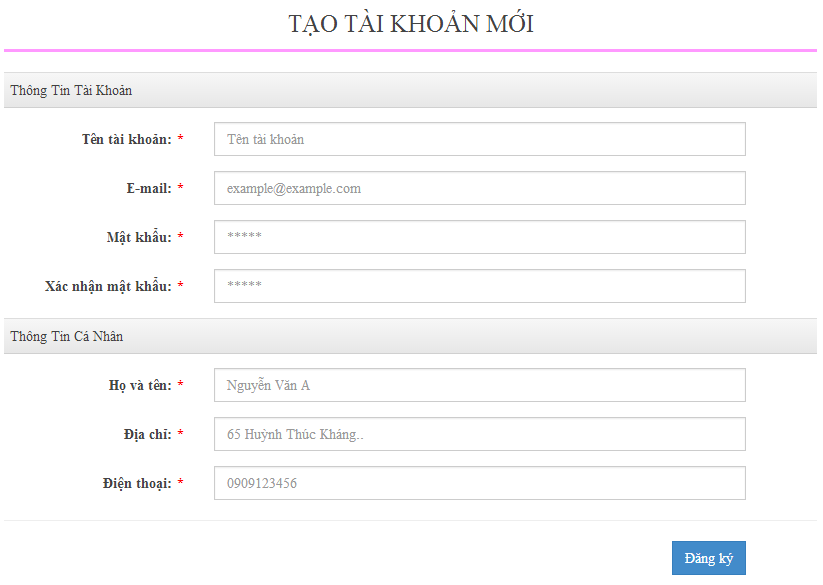 TẠO TÀI KHOẢN MỚI
Thông Tin Tài Khoản
Tên tài khoản: * Tên tài khoản
E-mail: * example@example.com
Mật khẩu: * *****
Xác nhận mật khẩu: * *****
Thông Tin Cá Nhân
Họ và tên: * Nguyễn Văn A
Địa chỉ: * 65 Huỳnh Thúc Kháng..
Điện thoại: * 0909123456
Đăng ký